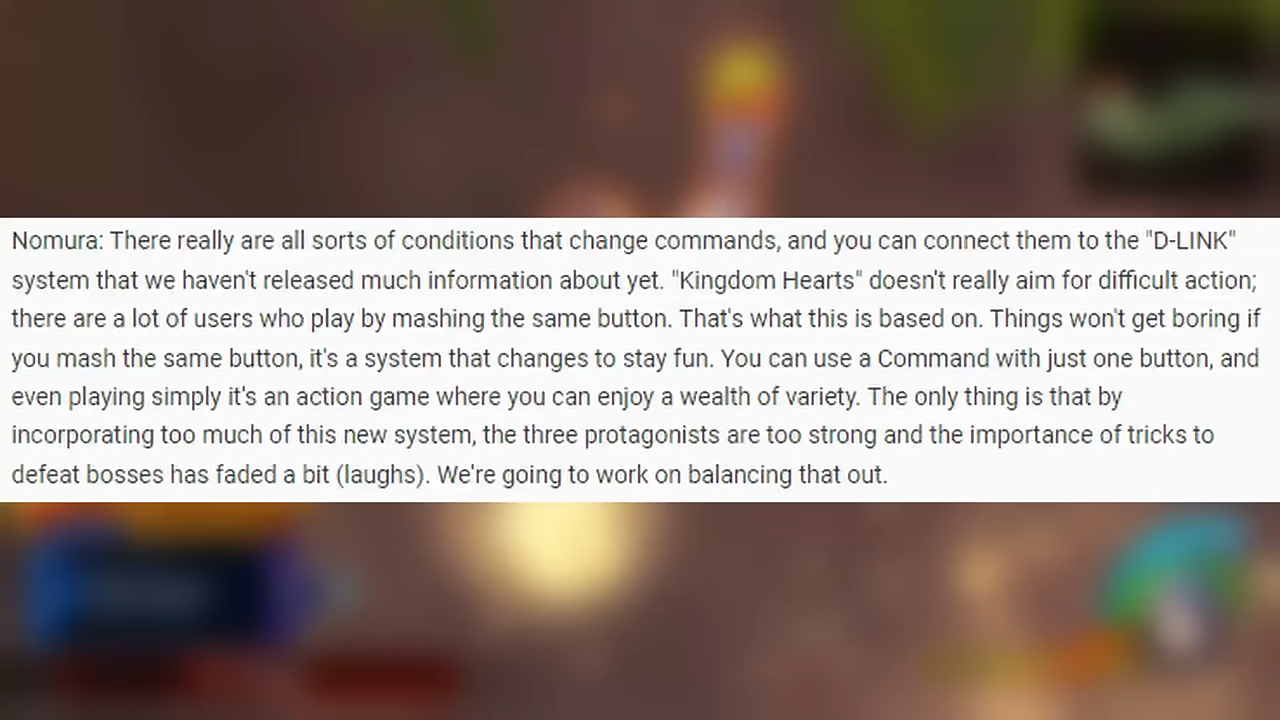 Nomura: There really are all sorts of conditions that change commands, and you can connect them to the "D-LINK"
system that we haven't released much information about yet. "Kingdom Hearts" doesn't really aim for difficult action;
there are a lot of users who play by mashing the same button. That's what this is based on. Things won't get boring if
you mash the same button, it's a system that changes to stay fun. You can use a Command with just one button, and
even playing simply it's an action game where you can enjoy a wealth of variety. The only thing is that by
incorporating too much of this new system, the three protagonists are too strong and the importance of tricks to
defeat bosses has faded a bit (laughs). We're going to work on balancing that out.